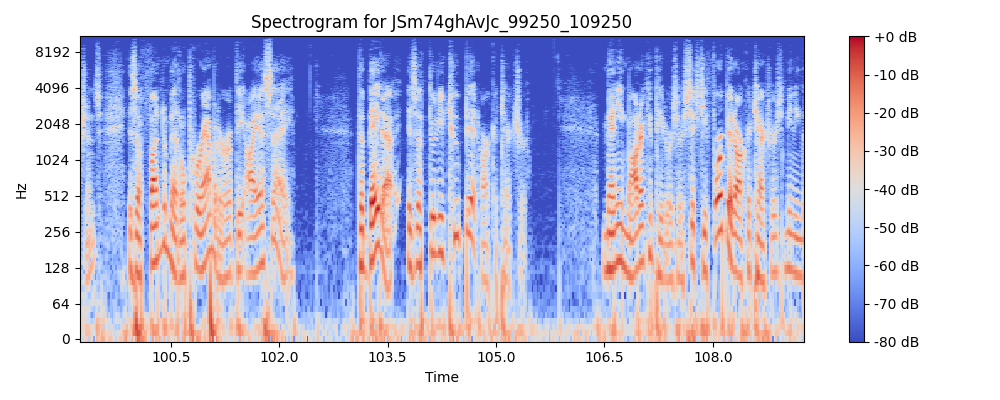 Spectrogram for JSm74ghAvJc_99250_109250
8192
4096
2048
1024
512
256
128
64
0
Hz
100.5
102.0
103.5
105.0
106.5
108.0
Time
+0 dB
-10 dB
-20 dB
-30 dB
-40 dB
-50 dB
-60 dB
-70 dB
-80 dB